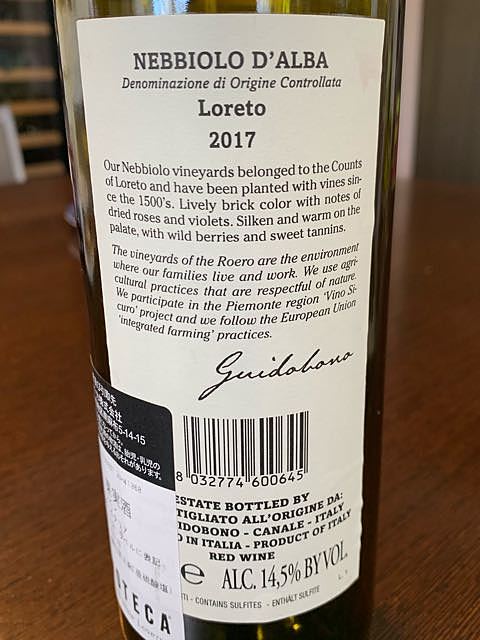 NEBBIOLO D'ALBA
Denominazione di Origine Controllata
Loreto
2017
Our Nebbiolo vineyards belonged to the Counts
of Loreto and have been planted with vines sin-
ce the 1500's. Lively brick color with notes of
dried roses and violets. Silken and warm on the
palate, with wild berries and sweet tannins.
The vineyards of the Roero are the environment
where our families live and work. We use agri-
cultural practices that are respectful of nature.
We participate in the Piemonte region 'Vino Si-
curo' project and we follow the European Union
'integrated farming' practices.
Guidobono
8 032774 600645
ESTATE BOTTLED BY
TIGLIATO ALL'ORIGINE DA:
IDOBONO - CANALE - ITALY
O IN ITALIA - PRODUCT OF ITALY
RED WINE
e ALC. 14,5% BY VOL.
- CONTAINS SULFITES - ENTHÄLT SULFITE
5-14-15
TECA